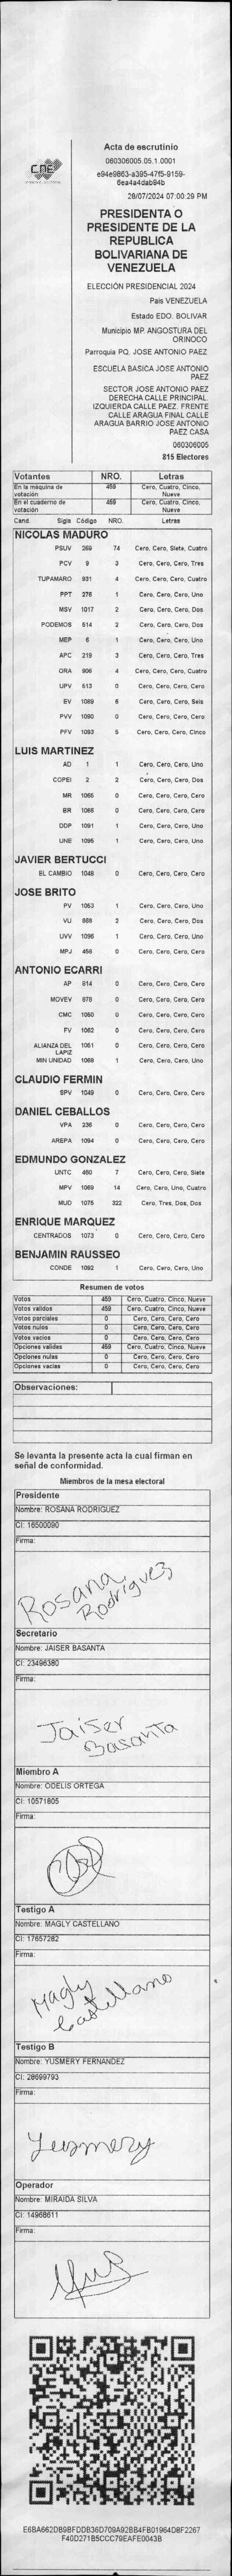 CNE
Acta de escrutinio
060306005.05.1.0001
e94e9863-a395-47f5-9159-
6ea4a4dab94b
28/07/2024 07:00:29 PM
PRESIDENTA O
PRESIDENTE DE LA
REPUBLICA
BOLIVARIANA DE
VENEZUELA
ELECCIÓN PRESIDENCIAL 2024
Pais VENEZUELA
Estado EDO. BOLIVAR
Municipio MP. ANGOSTURA DEL
ORINOCO
Parroquia PQ. JOSE ANTONIO PAEZ
ESCUELA BASICA JOSE ANTONIO
PAEZ
SECTOR JOSE ANTONIO PAEZ
DERECHA CALLE PRINCIPAL.
IZQUIERDA CALLE PAEZ. FRENTE
CALLE ARAGUA FINAL CALLE
ARAGUA BARRIO JOSE ANTONIO
PAEZ CASA
060306005
815 Electores
Votantes NRO. Letras
En la máquina de votación 459 Cero, Cuatro, Cinco, Nueve
En el cuaderno de votación 459 Cero, Cuatro, Cinco, Nueve
Cand. Sigla Código NRO. Letras
NICOLAS MADURO
PSUV 269 74 Cero, Cero, Siete, Cuatro
PCV 9 3 Cero, Cero, Cero, Tres
TUPAMARO 931 4 Cero, Cero, Cero, Cuatro
PPT 276 1 Cero, Cero, Cero, Uno
MSV 1017 2 Cero, Cero, Cero, Dos
PODEMOS 514 2 Cero, Cero, Cero, Dos
MEP 6 1 Cero, Cero, Cero, Uno
APC 219 3 Cero, Cero, Cero, Tres
ORA 906 4 Cero, Cero, Cero, Cuatro
UPV 613 0 Cero, Cero, Cero, Cero
EV 1089 6 Cero, Cero, Cero, Seis
PVV 1090 0 Cero, Cero, Cero, Cero
PFV 1093 5 Cero, Cero, Cero, Cinco
LUIS MARTINEZ
AD 1 1 Cero, Cero, Cero, Uno
COPEI 2 2 Cero, Cero, Cero, Dos
MR 1065 0 Cero, Cero, Cero, Cero
BR 1066 0 Cero, Cero, Cero, Cero
DDP 1091 1 Cero, Cero, Cero, Uno
UNE 1095 1 Cero, Cero, Cero, Uno
JAVIER BERTUCCI
EL CAMBIO 1048 0 Cero, Cero, Cero, Cero
JOSE BRITO
PV 1053 1 Cero, Cero, Cero, Uno
VU 868 2 Cero, Cero, Cero, Dos
UVV 1096 1 Cero, Cero, Cero, Uno
MPJ 458 0 Cero, Cero, Cero, Cero
ANTONIO ECARRI
AP 814 0 Cero, Cero, Cero, Cero
MOVEV 878 0 Cero, Cero, Cero, Cero
CMC 1050 0 Cero, Cero, Cero, Cero
FV 1062 0 Cero, Cero, Cero, Cero
ALIANZA DEL LAPIZ 1051 0 Cero, Cero, Cero, Cero
MIN UNIDAD 1068 1 Cero, Cero, Cero, Uno
CLAUDIO FERMIN
SPV 1049 0 Cero, Cero, Cero, Cero
DANIEL CEBALLOS
VPA 236 0 Cero, Cero, Cero, Cero
AREPA 1094 0 Cero, Cero, Cero, Cero
EDMUNDO GONZALEZ
UNTC 460 7 Cero, Cero, Cero, Siete
MPV 1069 14 Cero, Cero, Uno, Cuatro
MUD 1075 322 Cero, Tres, Dos, Dos
ENRIQUE MARQUEZ
CENTRADOS 1073 0 Cero, Cero, Cero, Cero
BENJAMIN RAUSSEO
CONDE 1092 1 Cero, Cero, Cero, Uno
Resumen de votos
Votos 459 Cero, Cuatro, Cinco, Nueve
Votos validos 459 Cero, Cuatro, Cinco, Nueve
Votos parciales 0 Cero, Cero, Cero, Cero
Votos nulos 0 Cero, Cero, Cero, Cero
Votos vacios 0 Cero, Cero, Cero, Cero
Opciones validas 459 Cero, Cuatro, Cinco, Nueve
Opciones nulas 0 Cero, Cero, Cero, Cero
Opciones vacias 0 Cero, Cero, Cero, Cero
Observaciones:
Se levanta la presente acta la cual firman en
señal de conformidad.
Miembros de la mesa electoral
Presidente
Nombre: ROSANA RODRIGUEZ
CI: 16500090
Firma:
Rosana
Rodriguez
Secretario
Nombre: JAISER BASANTA
CI: 23496380
Firma:
Jaiser
Basanta
Miembro A
Nombre: ODELIS ORTEGA
CI: 10571805
Firma:
Testigo A
Nombre: MAGLY CASTELLANO
CI: 17657282
Firma:
Magly
Castellano
Testigo B
Nombre: YUSMERY FERNANDEZ
CI: 28699793
Firma:
Yusmery
Operador
Nombre: MIRAIDA SILVA
CI: 14968611
Firma:
E6BA662DB9BFDDB36D709A92BB4FB01964D8F2267
F40D271B5CCC79EAFE0043B